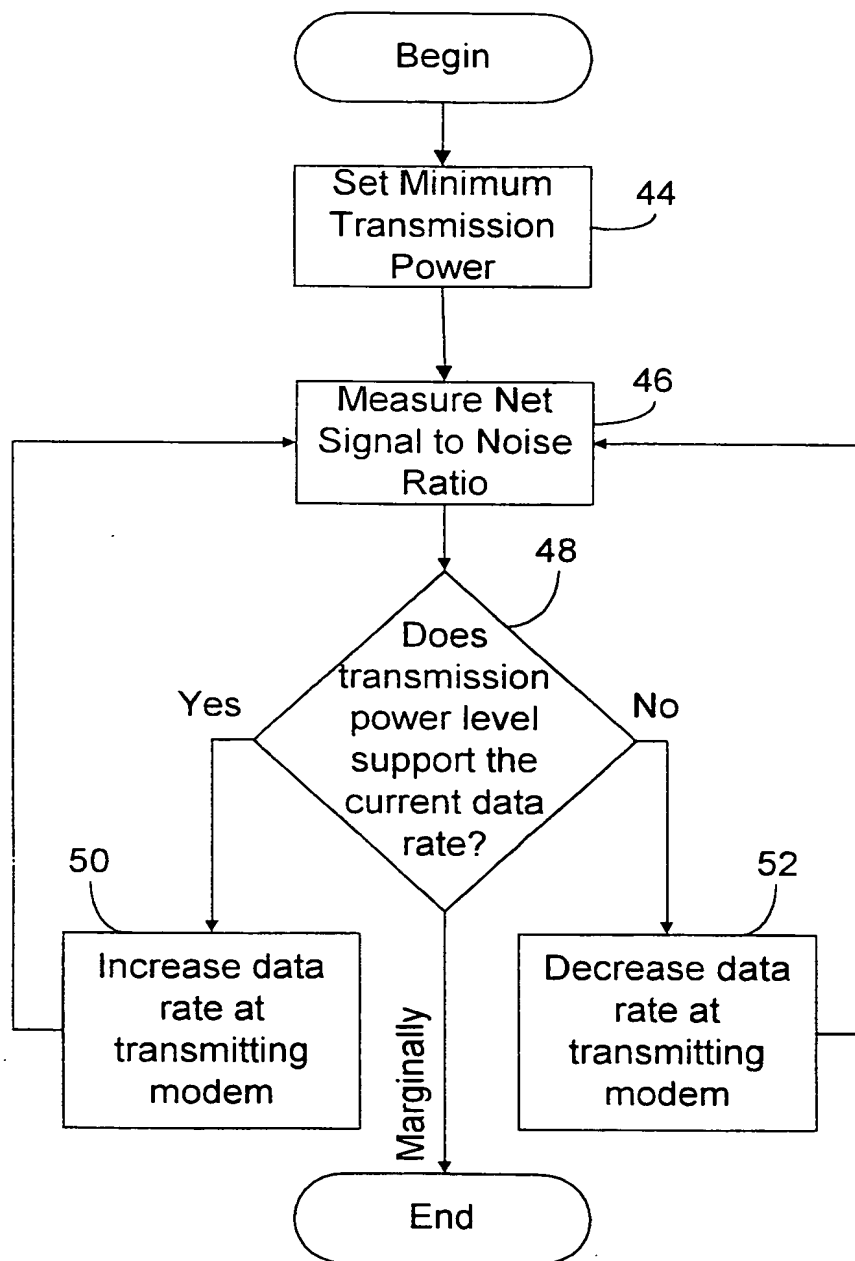 Begin
Set Minimum
Transmission
Power
44
Measure Net
Signal to Noise
Ratio
46
48
Does
transmission
power level
support the
current data
rate?
Yes
No
50
Increase data
rate at
transmitting
modem
52
Decrease data
rate at
transmitting
modem
Marginally
End